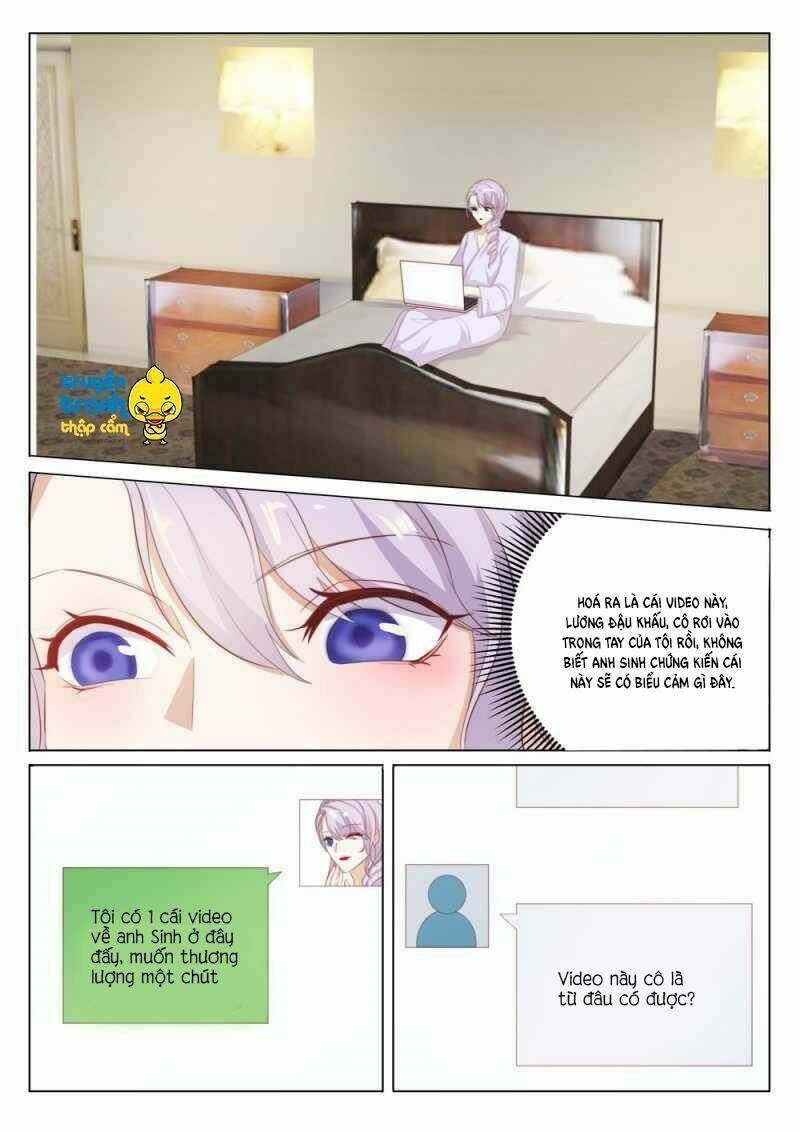 truyện
tranh
thập cẩm
HOÁ RA LÀ CÁI VIDEO NÀY,
LƯƠNG ĐẬU KHẤU, CÔ RƠI VÀO
TRONG TAY CỦA TÔI RỒI, KHÔNG
BIẾT ANH SINH CHỨNG KIẾN CÁI
NÀY SẼ CÓ BIỂU CẢM GÌ ĐÂY.
Tôi có 1 cái video
về anh Sinh ở đây
đấy, muốn thương
lượng một chút
Video này cô là
từ đâu có được?